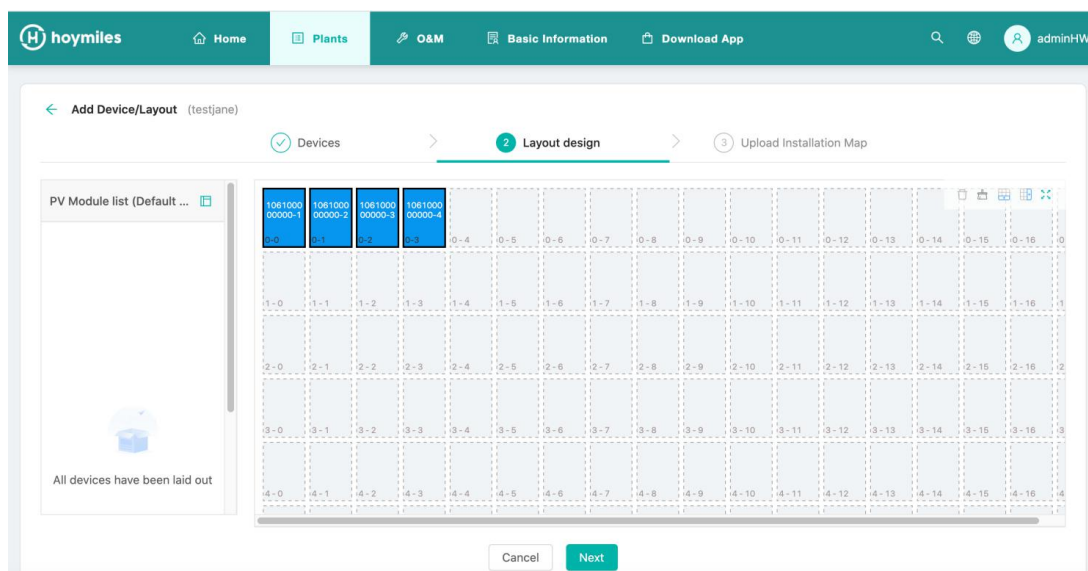 hoymiles Home Plants O&M Basic Information Download App adminHW
Add Device/Layout (testjane)
Devices 2 Layout design 3 Upload Installation Map
PV Module list (Default ...
1061000 1061000 1061000 1061000
00000-1 00000-2 00000-3 00000-4
0-0 0-1 0-2 0-3 0-4 0-5 0-6 0-7 0-8 0-9 0-10 0-11 0-12 0-13 0-14 0-15 0-16
1-0 1-1 1-2 1-3 1-4 1-5 1-6 1-7 1-8 1-9 1-10 1-11 1-12 1-13 1-14 1-15 1-16
2-0 2-1 2-2 2-3 2-4 2-5 2-6 2-7 2-8 2-9 2-10 2-11 2-12 2-13 2-14 2-15 2-16
3-0 3-1 3-2 3-3 3-4 3-5 3-6 3-7 3-8 3-9 3-10 3-11 3-12 3-13 3-14 3-15 3-16
All devices have been laid out
4-0 4-1 4-2 4-3 4-4 4-5 4-6 4-7 4-8 4-9 4-10 4-11 4-12 4-13 4-14 4-15 4-16
Cancel Next